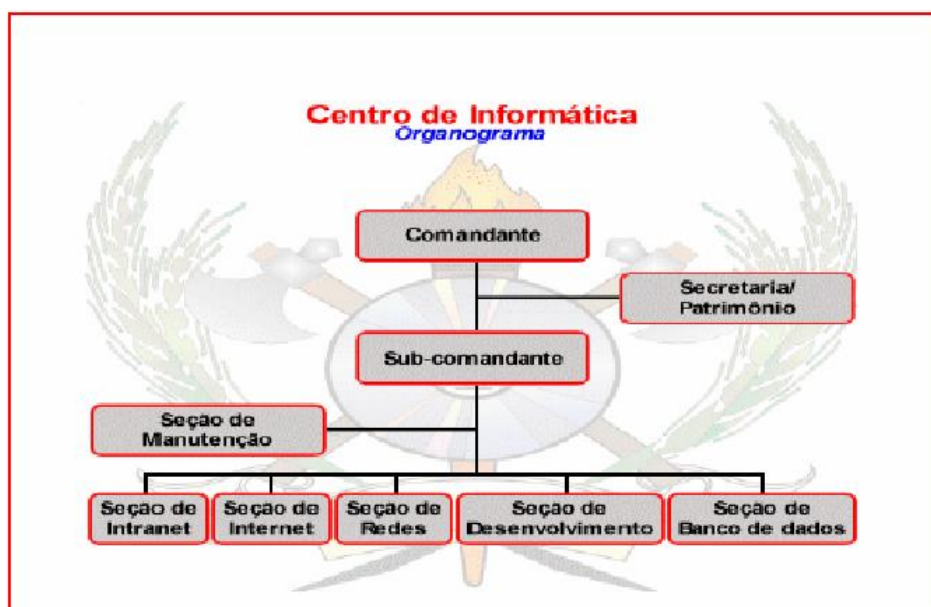 Centro de Informática
Organograma
Comandante
Secretaria/
Patrimônio
Sub-comandante
Seção de
Manutenção
Seção de
Intranet
Seção de
Internet
Seção de
Redes
Seção de
Desenvolvimento
Seção de
Banco de dados